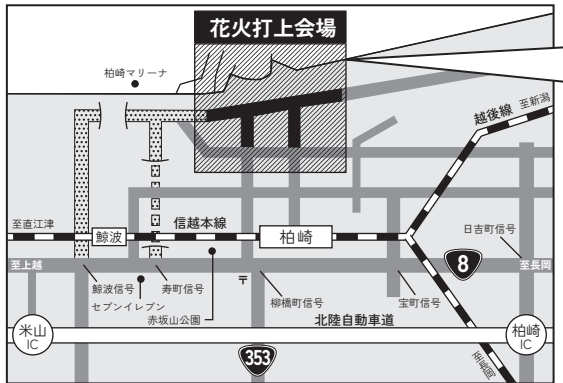 花火打上会場
柏崎マリーナ
越後線
至新潟
至直江津
鯨波
信越本線
柏崎
日吉町信号
至上越
8
至長岡
鯨波信号
寿町信号
〒
セブンイレブン
柳橋町信号
宝町信号
赤坂山公園
北陸自動車道
米山
IC
353
至長岡
柏崎
IC